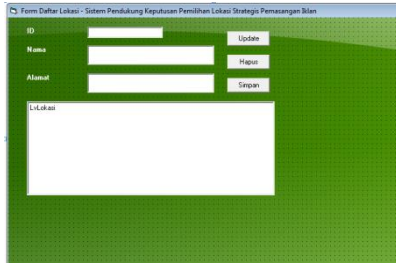 Form Daftar Lokasi - Sistem Pendukung Keputusan Pemilihan Lokasi Strategis Pemasangan Iklan
ID
Update
Nama
Hapus
Alamat
Simpan
LvLokasi